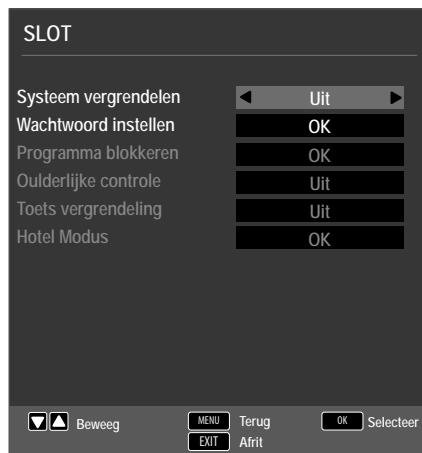 SLOT
Systeem vergrendelen Uit
Wachtwoord instellen OK
Programma blokkeren OK
Oulderlijke controle Uit
Toets vergrendeling Uit
Hotel Modus OK
Beweeg MENU Terug OK Selecteer
EXIT Afrit